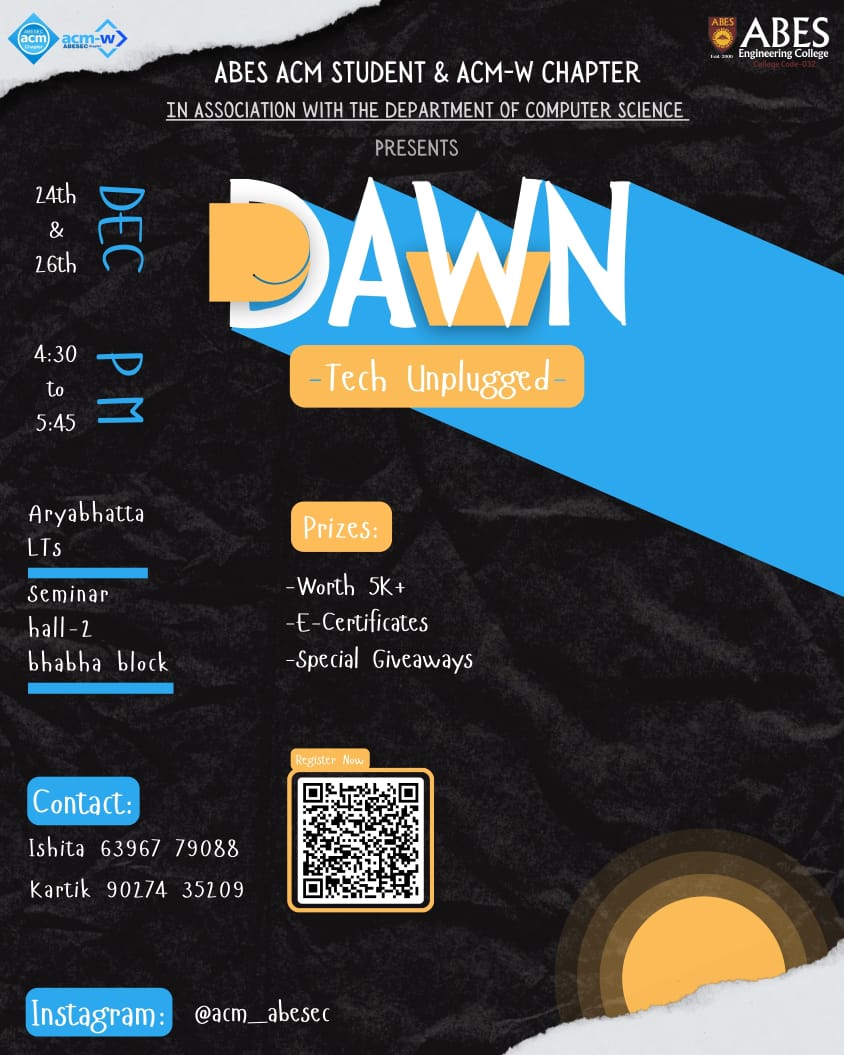 ABESEC
acm
Chapter
acm-w
ABESEC Chapter
ABES
Estd. 2000
ABES
Engineering College
College Code-032
ABES ACM STUDENT & ACM-W CHAPTER
IN ASSOCIATION WITH THE DEPARTMENT OF COMPUTER SCIENCE
PRESENTS
24th
&
26th
DEC
DAWN
-Tech Unplugged-
4:30
to
5:45
PM
Aryabhatta
LTs
Seminar
hall-2
bhabha block
Prizes:
-Worth 5K+
-E-Certificates
-Special Giveaways
Register Now
Contact:
Ishita 63967 79088
Kartik 90274 35209
Instagram: @acm_abesec